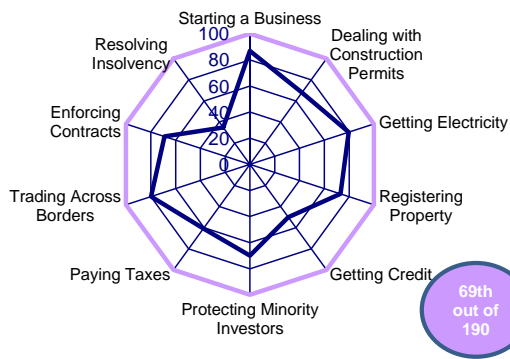 Starting a Business
100
80
60
40
20
0
Dealing with
Construction
Permits
Getting Electricity
Registering
Property
Getting Credit
Protecting Minority
Investors
Paying Taxes
Trading Across
Borders
Enforcing
Contracts
Resolving
Insolvency
69th
out of
190